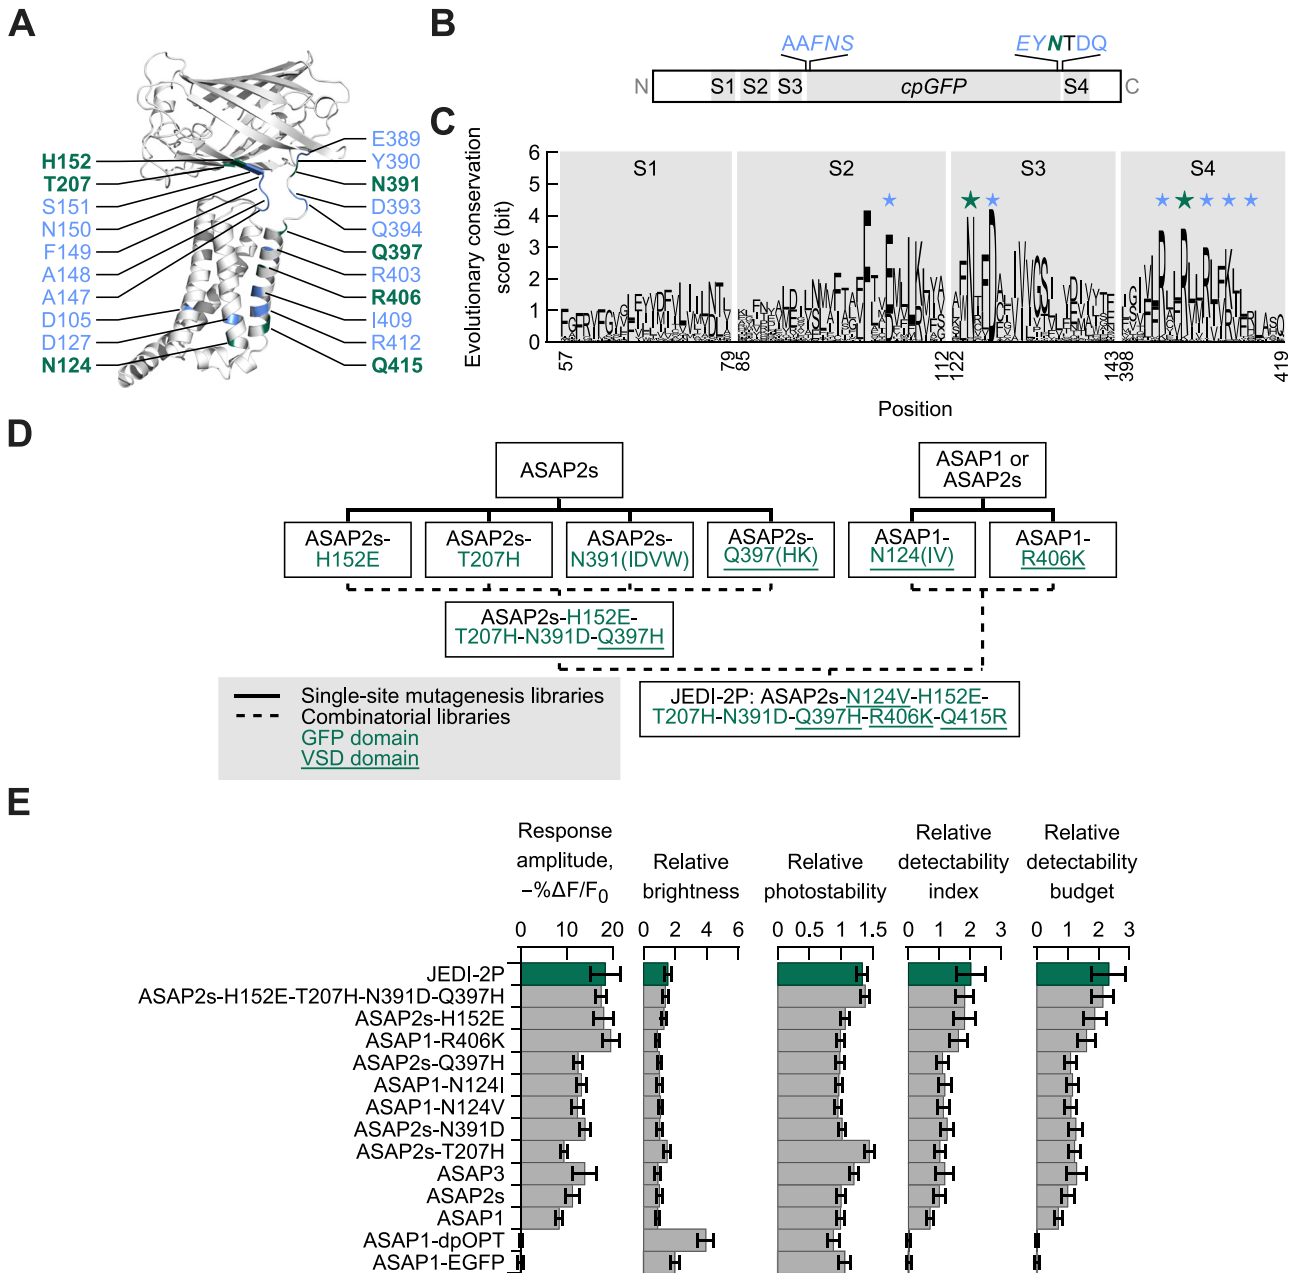 A
H152
T207
S151
N150
F149
A148
A147
D105
D127
N124
E389
Y390
N391
D393
Q394
Q397
R403
R406
I409
R412
Q415
B
AAFNS
EYNTDQ
N S1 S2 S3 cpGFP S4 C
C
Evolutionary conservation
score (bit)
6
5
4
3
2
1
0
S1 S2 S3 S4
57 79 85 112 122 143 398 419
Position
D
ASAP2s
ASAP1 or
ASAP2s
ASAP2s-
H152E
ASAP2s-
T207H
ASAP2s-
N391(IDVW)
ASAP2s-
Q397(HK)
ASAP1-
N124(IV)
ASAP1-
R406K
ASAP2s-H152E-
T207H-N391D-Q397H
JEDI-2P: ASAP2s-N124V-H152E-
T207H-N391D-Q397H-R406K-Q415R
Single-site mutagenesis libraries
Combinatorial libraries
GFP domain
VSD domain
E
Response
amplitude,
−%ΔF/F0
Relative
brightness
Relative
photostability
Relative
detectability
index
Relative
detectability
budget
0 10 20
0 2 4 6
0 0.5 1 1.5
0 1 2 3
0 1 2 3
JEDI-2P
ASAP2s-H152E-T207H-N391D-Q397H
ASAP2s-H152E
ASAP1-R406K
ASAP2s-Q397H
ASAP1-N124I
ASAP1-N124V
ASAP2s-N391D
ASAP2s-T207H
ASAP3
ASAP2s
ASAP1
ASAP1-dpOPT
ASAP1-EGFP